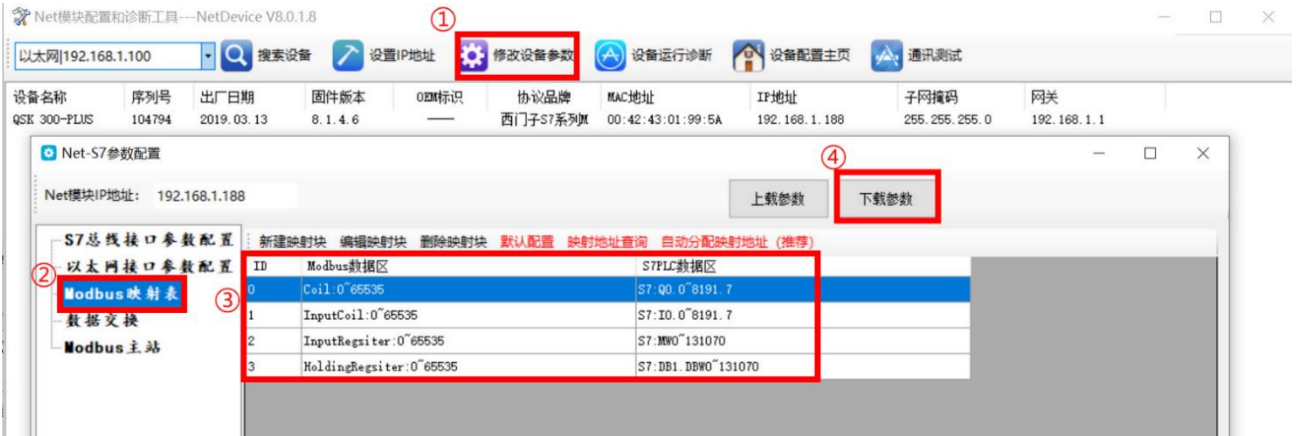 Net模块配置和诊断工具---NetDevice V8.0.1.8
①
以太网|192.168.1.100 搜索设备 设置IP地址 修改设备参数 设备运行诊断 设备配置主页 通讯测试
设备名称 序列号 出厂日期 固件版本 OEM标识 协议品牌 MAC地址 IP地址 子网掩码 网关
QSK 300-PLUS 104794 2019.03.13 8.1.4.6 —— 西门子S7系列M 00:42:43:01:99:5A 192.168.1.188 255.255.255.0 192.168.1.1
Net-S7参数配置
④
Net模块IP地址: 192.168.1.188 上载参数 下载参数
S7总线接口参数配置
以太网接口参数配置
②
Modbus映射表
数据交换
Modbus主站
新建映射块 编辑映射块 删除映射块 默认配置 映射地址查询 自动分配映射地址 (推荐)
③
ID Modbus数据区 S7PLC数据区
0 Coil:0~65535 S7:Q0.0~8191.7
1 InputCoil:0~65535 S7:I0.0~8191.7
2 InputRegsiter:0~65535 S7:MW0~131070
3 HoldingRegsiter:0~65535 S7:DB1.DBW0~131070